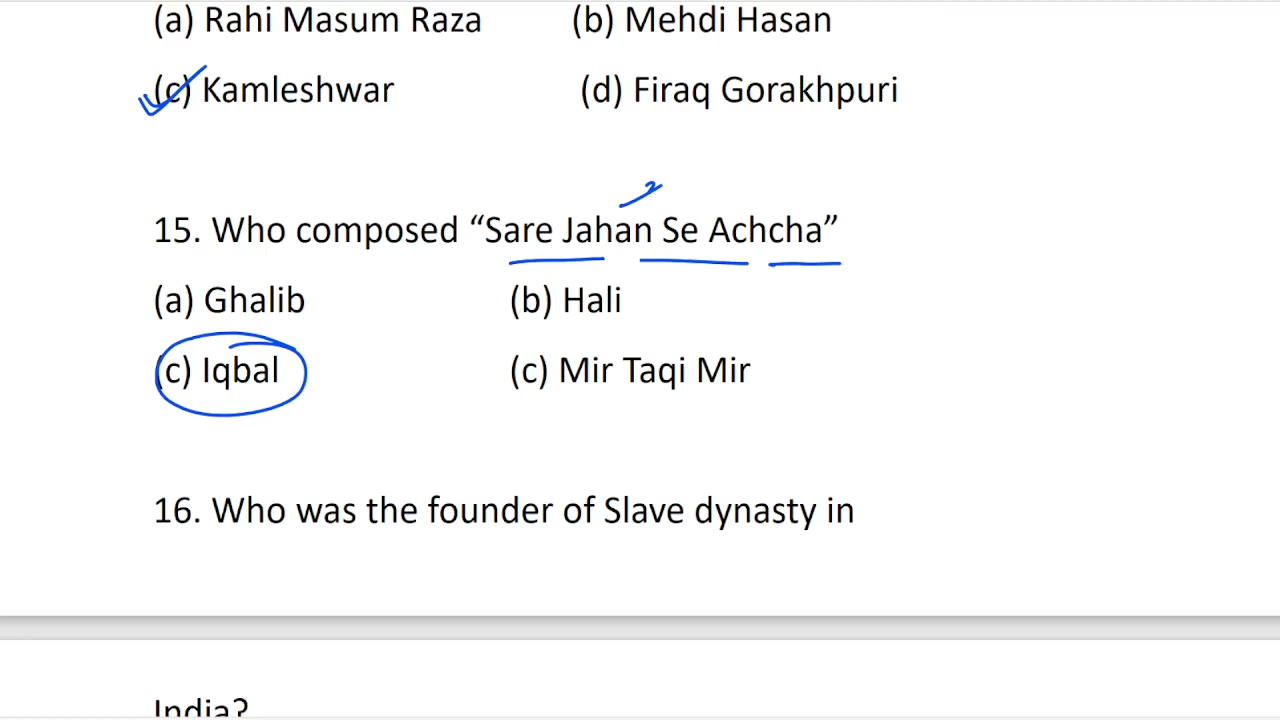 (a) Rahi Masum Raza (b) Mehdi Hasan
(c) Kamleshwar (d) Firaq Gorakhpuri
15. Who composed “Sare Jahan Se Achcha”
(a) Ghalib (b) Hali
(c) Iqbal (c) Mir Taqi Mir
16. Who was the founder of Slave dynasty in
India?